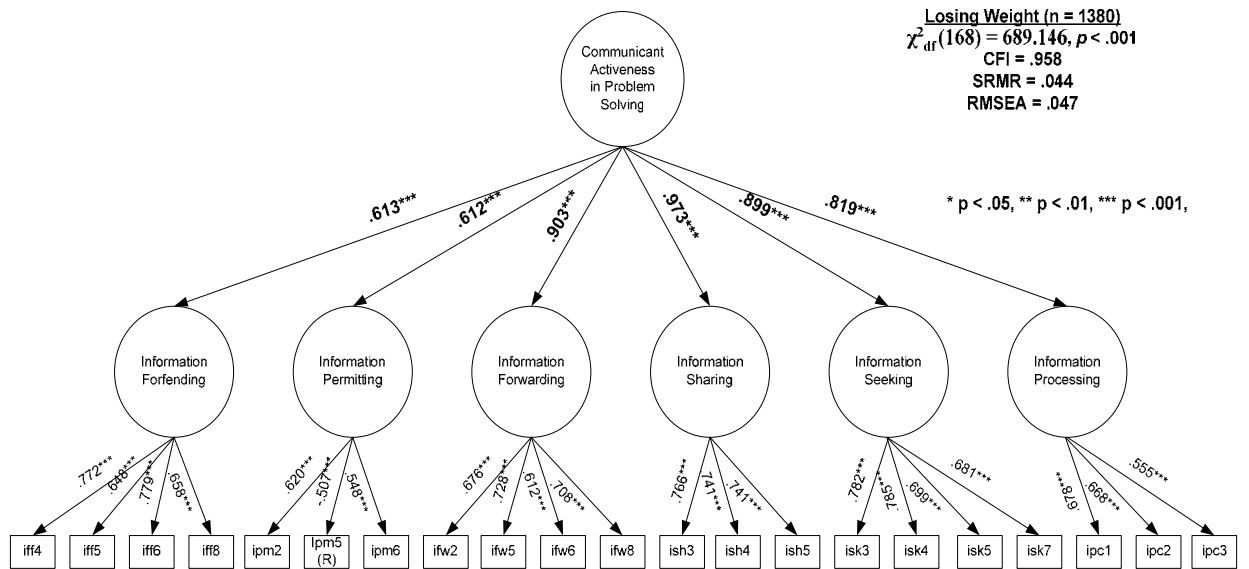 Losing Weight (n = 1380)
χ²df(168) = 689.146, p < .001
CFI = .958
SRMR = .044
RMSEA = .047
Communicant
Activeness
in Problem
Solving
* p < .05, ** p < .01, *** p < .001,
.613***
.612***
.903***
.973***
.899***
.819***
Information
Forfending
Information
Permitting
Information
Forwarding
Information
Sharing
Information
Seeking
Information
Processing
.772***
.648***
.779***
.658***
.620***
-.507***
.548***
.676***
.728***
.612***
.708***
.766***
.741***
.741***
.782***
.785***
.699***
.681***
.678***
.668***
.555***
iff4
iff5
iff6
iff8
ipm2
Ipm5
(R)
ipm6
ifw2
ifw5
ifw6
ifw8
ish3
ish4
ish5
isk3
isk4
isk5
isk7
ipc1
ipc2
ipc3